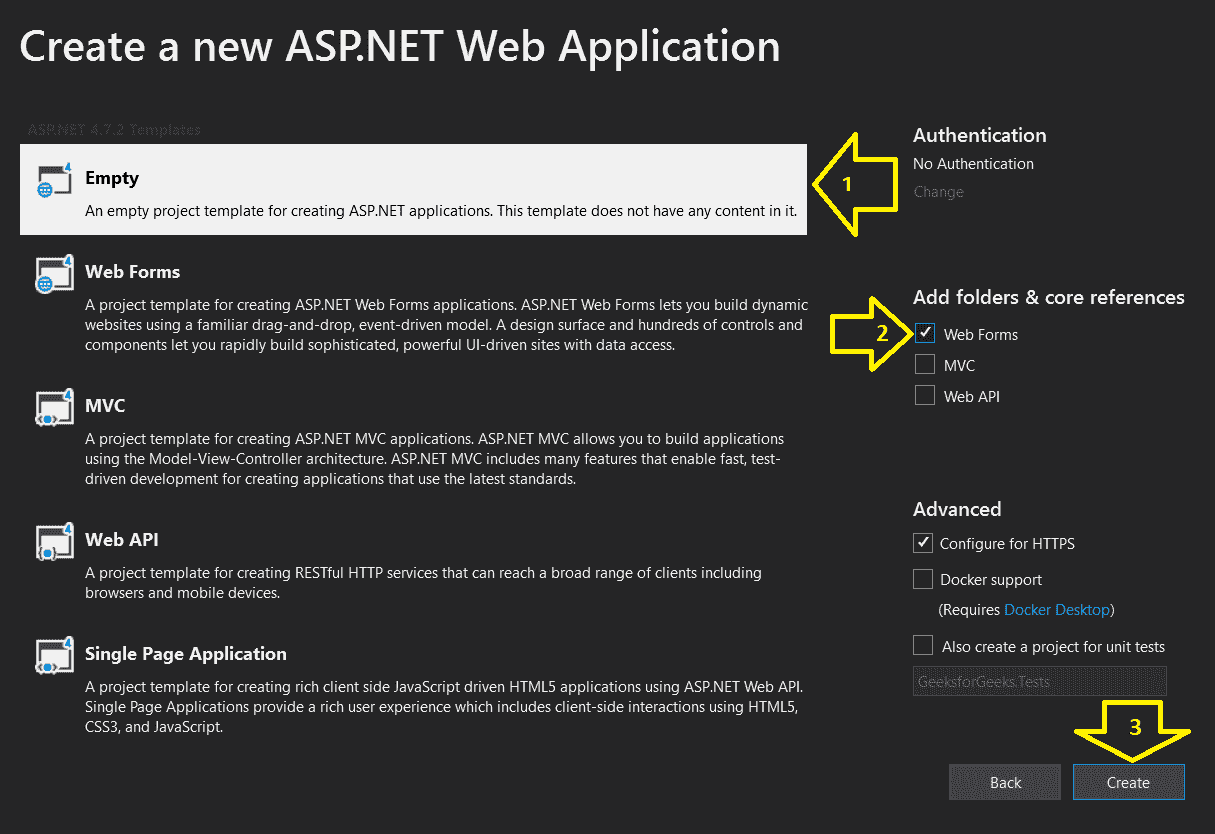 Create a new ASP.NET Web Application
ASP.NET 4.7.2 Templates
Empty
An empty project template for creating ASP.NET applications. This template does not have any content in it.
Web Forms
A project template for creating ASP.NET Web Forms applications. ASP.NET Web Forms lets you build dynamic
websites using a familiar drag-and-drop, event-driven model. A design surface and hundreds of controls and
components let you rapidly build sophisticated, powerful UI-driven sites with data access.
MVC
A project template for creating ASP.NET MVC applications. ASP.NET MVC allows you to build applications
using the Model-View-Controller architecture. ASP.NET MVC includes many features that enable fast, test-
driven development for creating applications that use the latest standards.
Web API
A project template for creating RESTful HTTP services that can reach a broad range of clients including
browsers and mobile devices.
Single Page Application
A project template for creating rich client side JavaScript driven HTML5 applications using ASP.NET Web API.
Single Page Applications provide a rich user experience which includes client-side interactions using HTML5,
CSS3, and JavaScript.
1
Authentication
No Authentication
Change
Add folders & core references
2
Web Forms
MVC
Web API
Advanced
Configure for HTTPS
Docker support
(Requires Docker Desktop)
Also create a project for unit tests
GeeksforGeeks.Tests
3
Back
Create